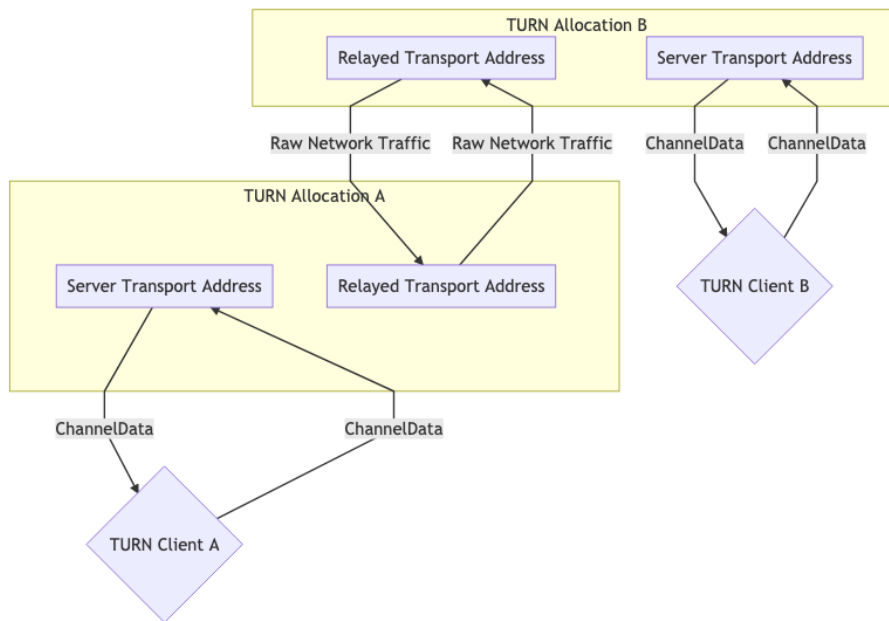 TURN Allocation B
Relayed Transport Address
Server Transport Address
Raw Network Traffic
Raw Network Traffic
ChannelData
ChannelData
TURN Allocation A
Server Transport Address
Relayed Transport Address
TURN Client B
ChannelData
ChannelData
TURN Client A